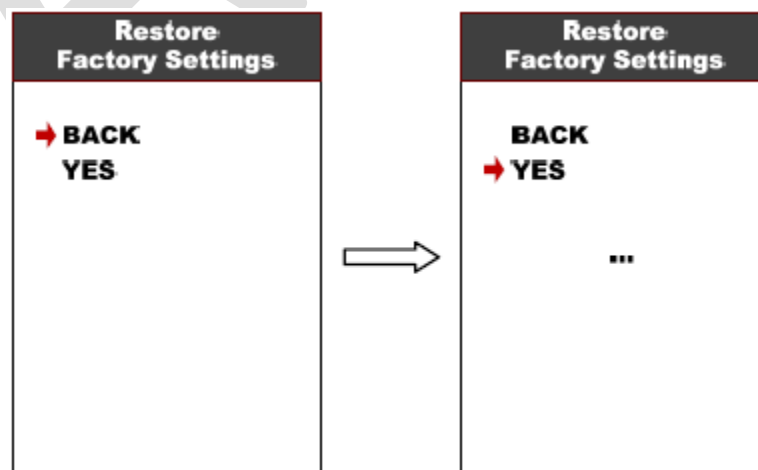 Restore
Factory Settings
BACK
YES
Restore
Factory Settings
BACK
YES
...